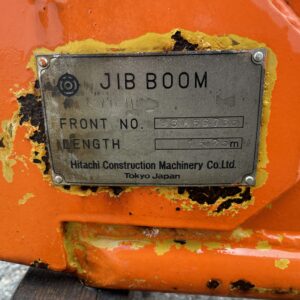 JIB BOOM
FRONT NO.
LENGTH m
Hitachi Construction Machinery Co.Ltd.
Tokyo Japan